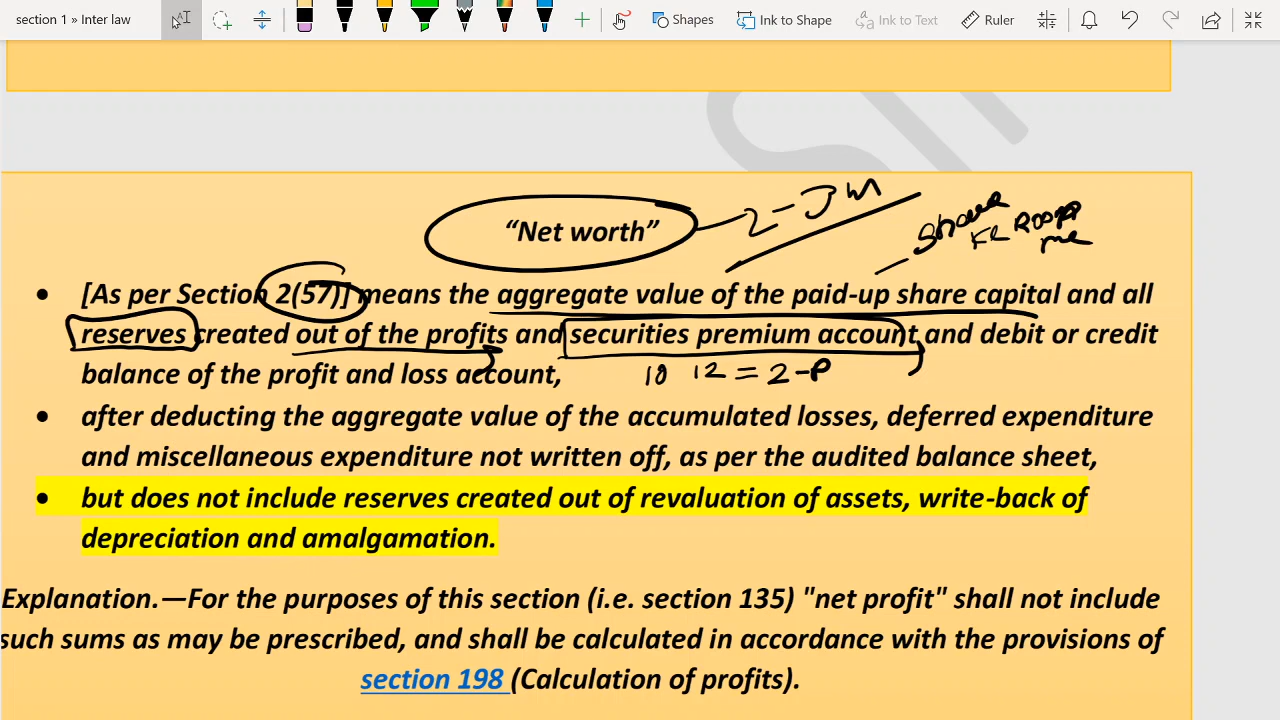 section 1 » Inter law
Shapes
Ink to Shape
Ink to Text
Ruler
“Net worth”
Share
ke Roop
me
[As per Section 2(57)] means the aggregate value of the paid-up share capital and all
reserves created out of the profits and securities premium account and debit or credit
balance of the profit and loss account,
10 12 = 2 - P
• after deducting the aggregate value of the accumulated losses, deferred expenditure
and miscellaneous expenditure not written off, as per the audited balance sheet,
• but does not include reserves created out of revaluation of assets, write-back of
depreciation and amalgamation.
Explanation.—For the purposes of this section (i.e. section 135) "net profit" shall not include
such sums as may be prescribed, and shall be calculated in accordance with the provisions of
section 198 (Calculation of profits).